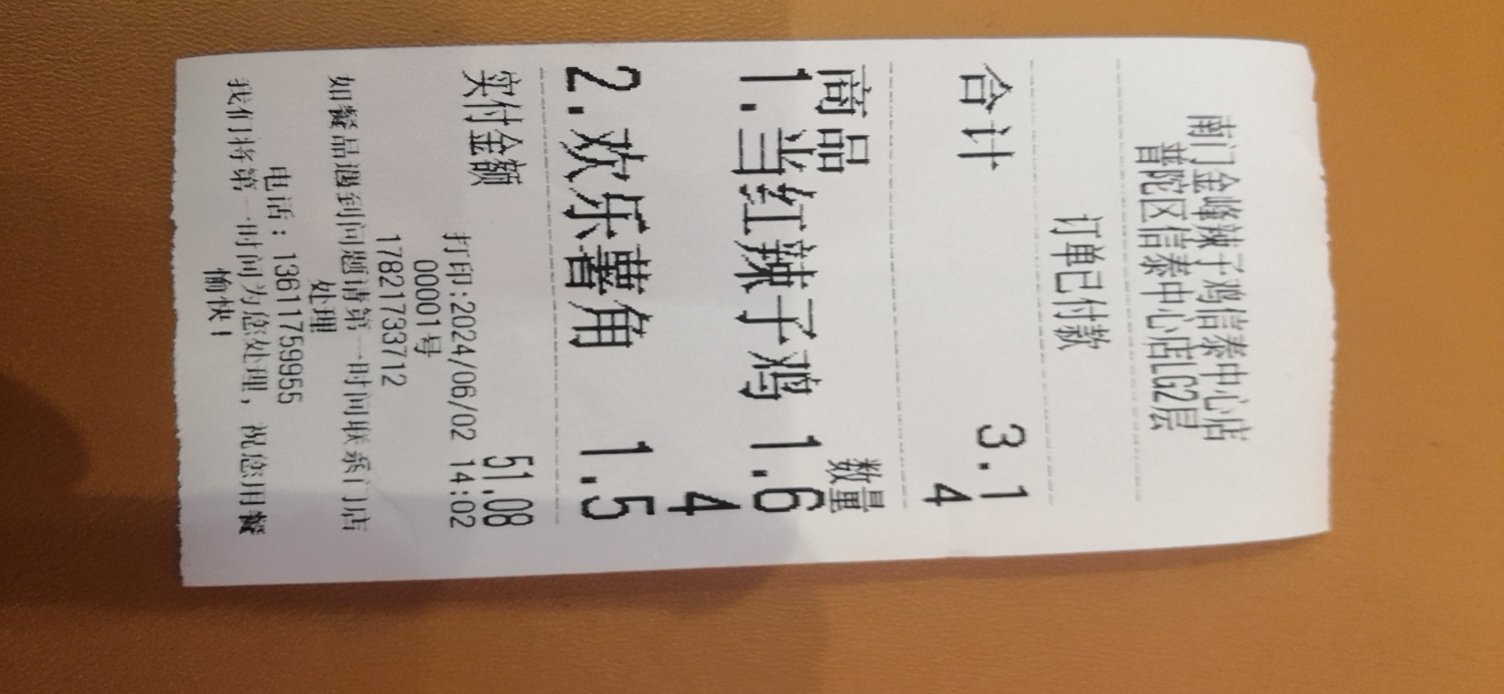 南门金峰辣子鸡信泰中心店
普陀区信泰中心店LG2层
订单已付款
合计 3.1
4
商品 数量
1.当红辣子鸡 1.6
4
2.欢乐薯角 1.5
实付金额 51.08
打印:2024/06/02 14:02
00001号
17821733712
如餐品遇到问题请第一时间联系门店
处理
电话：13611759955
我们将第一时间为您处理，祝您用餐
愉快！